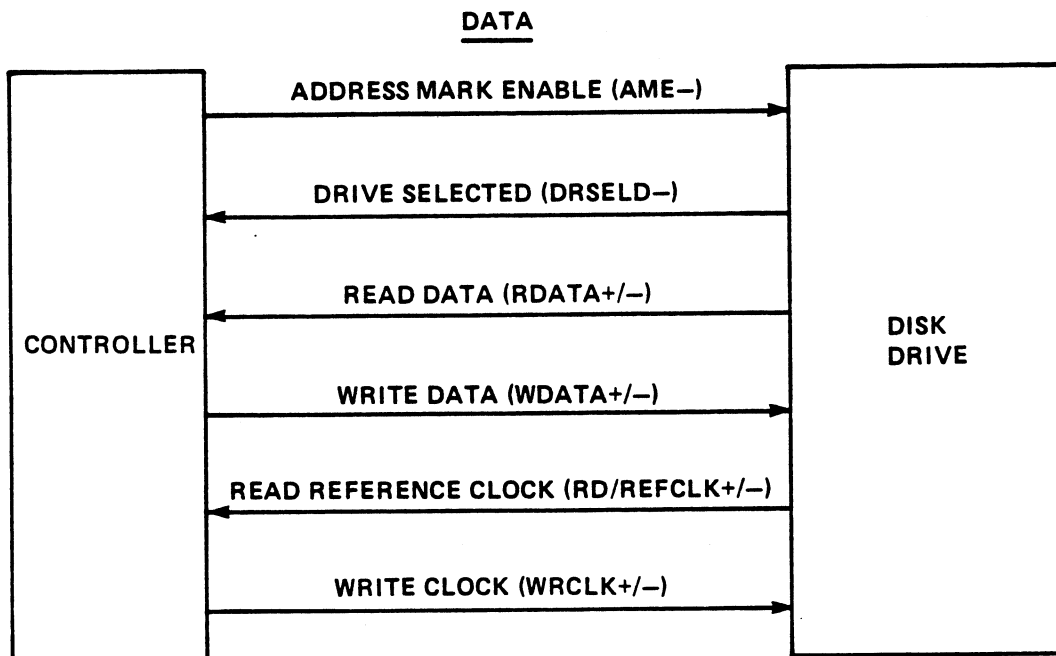 DATA
ADDRESS MARK ENABLE (AME—)
DRIVE SELECTED (DRSELD—)
READ DATA (RDATA+/—)
CONTROLLER
DISK
DRIVE
WRITE DATA (WDATA+/—)
READ REFERENCE CLOCK (RD/REFCLK+/—)
WRITE CLOCK (WRCLK+/—)